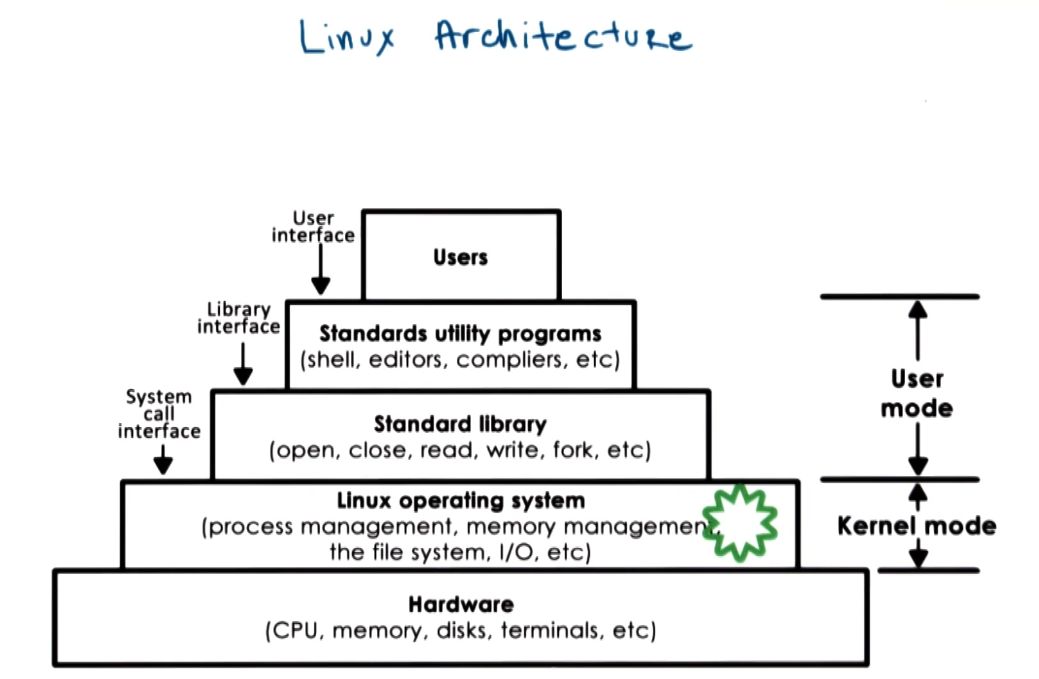 Linux Architecture
User
interface
Users
Library
interface
Standards utility programs
(shell, editors, compliers, etc)
User
mode
System
call
interface
Standard library
(open, close, read, write, fork, etc)
Linux operating system
(process management, memory management,
the file system, I/O, etc)
Kernel mode
Hardware
(CPU, memory, disks, terminals, etc)